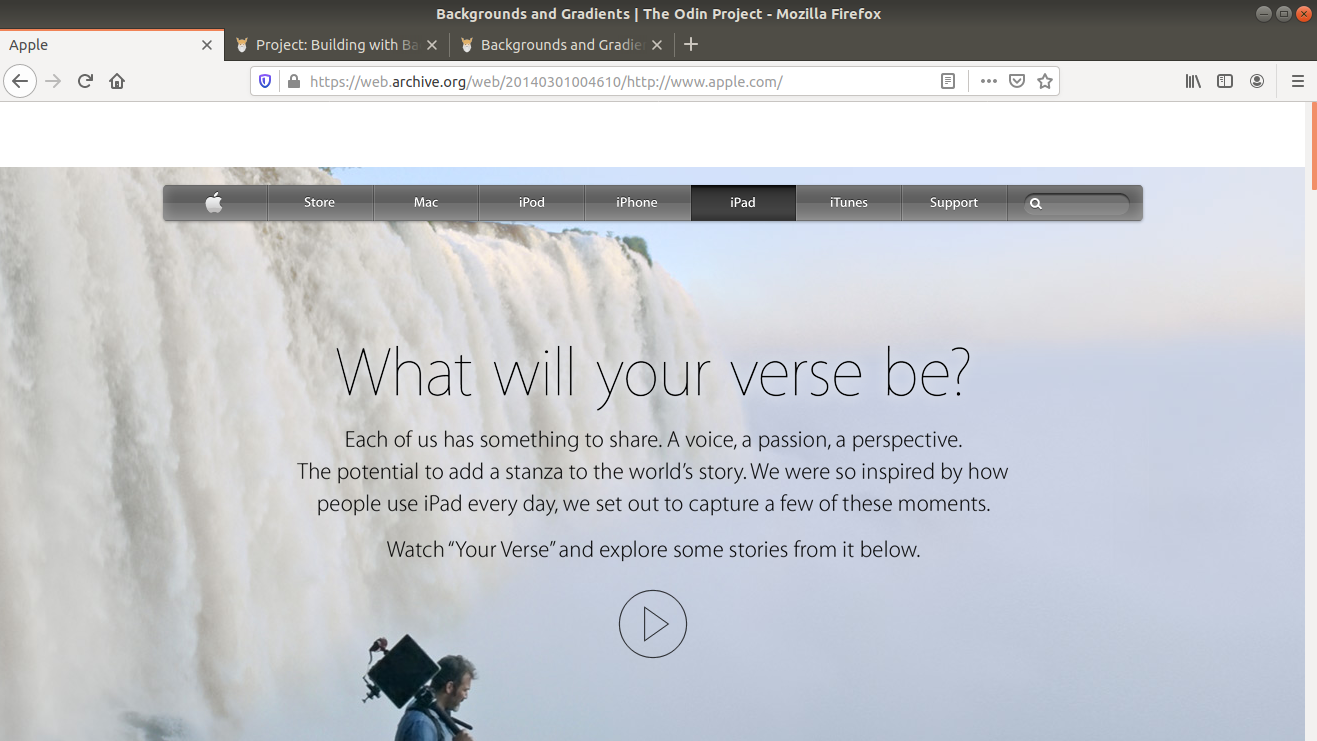 Backgrounds and Gradients | The Odin Project - Mozilla Firefox
Apple
Project: Building with Ba
Backgrounds and Gradie
https://web.archive.org/web/20140301004610/http://www.apple.com/
Store Mac iPod iPhone iPad iTunes Support
What will your verse be?
Each of us has something to share. A voice, a passion, a perspective.
The potential to add a stanza to the world’s story. We were so inspired by how
people use iPad every day, we set out to capture a few of these moments.
Watch “Your Verse” and explore some stories from it below.